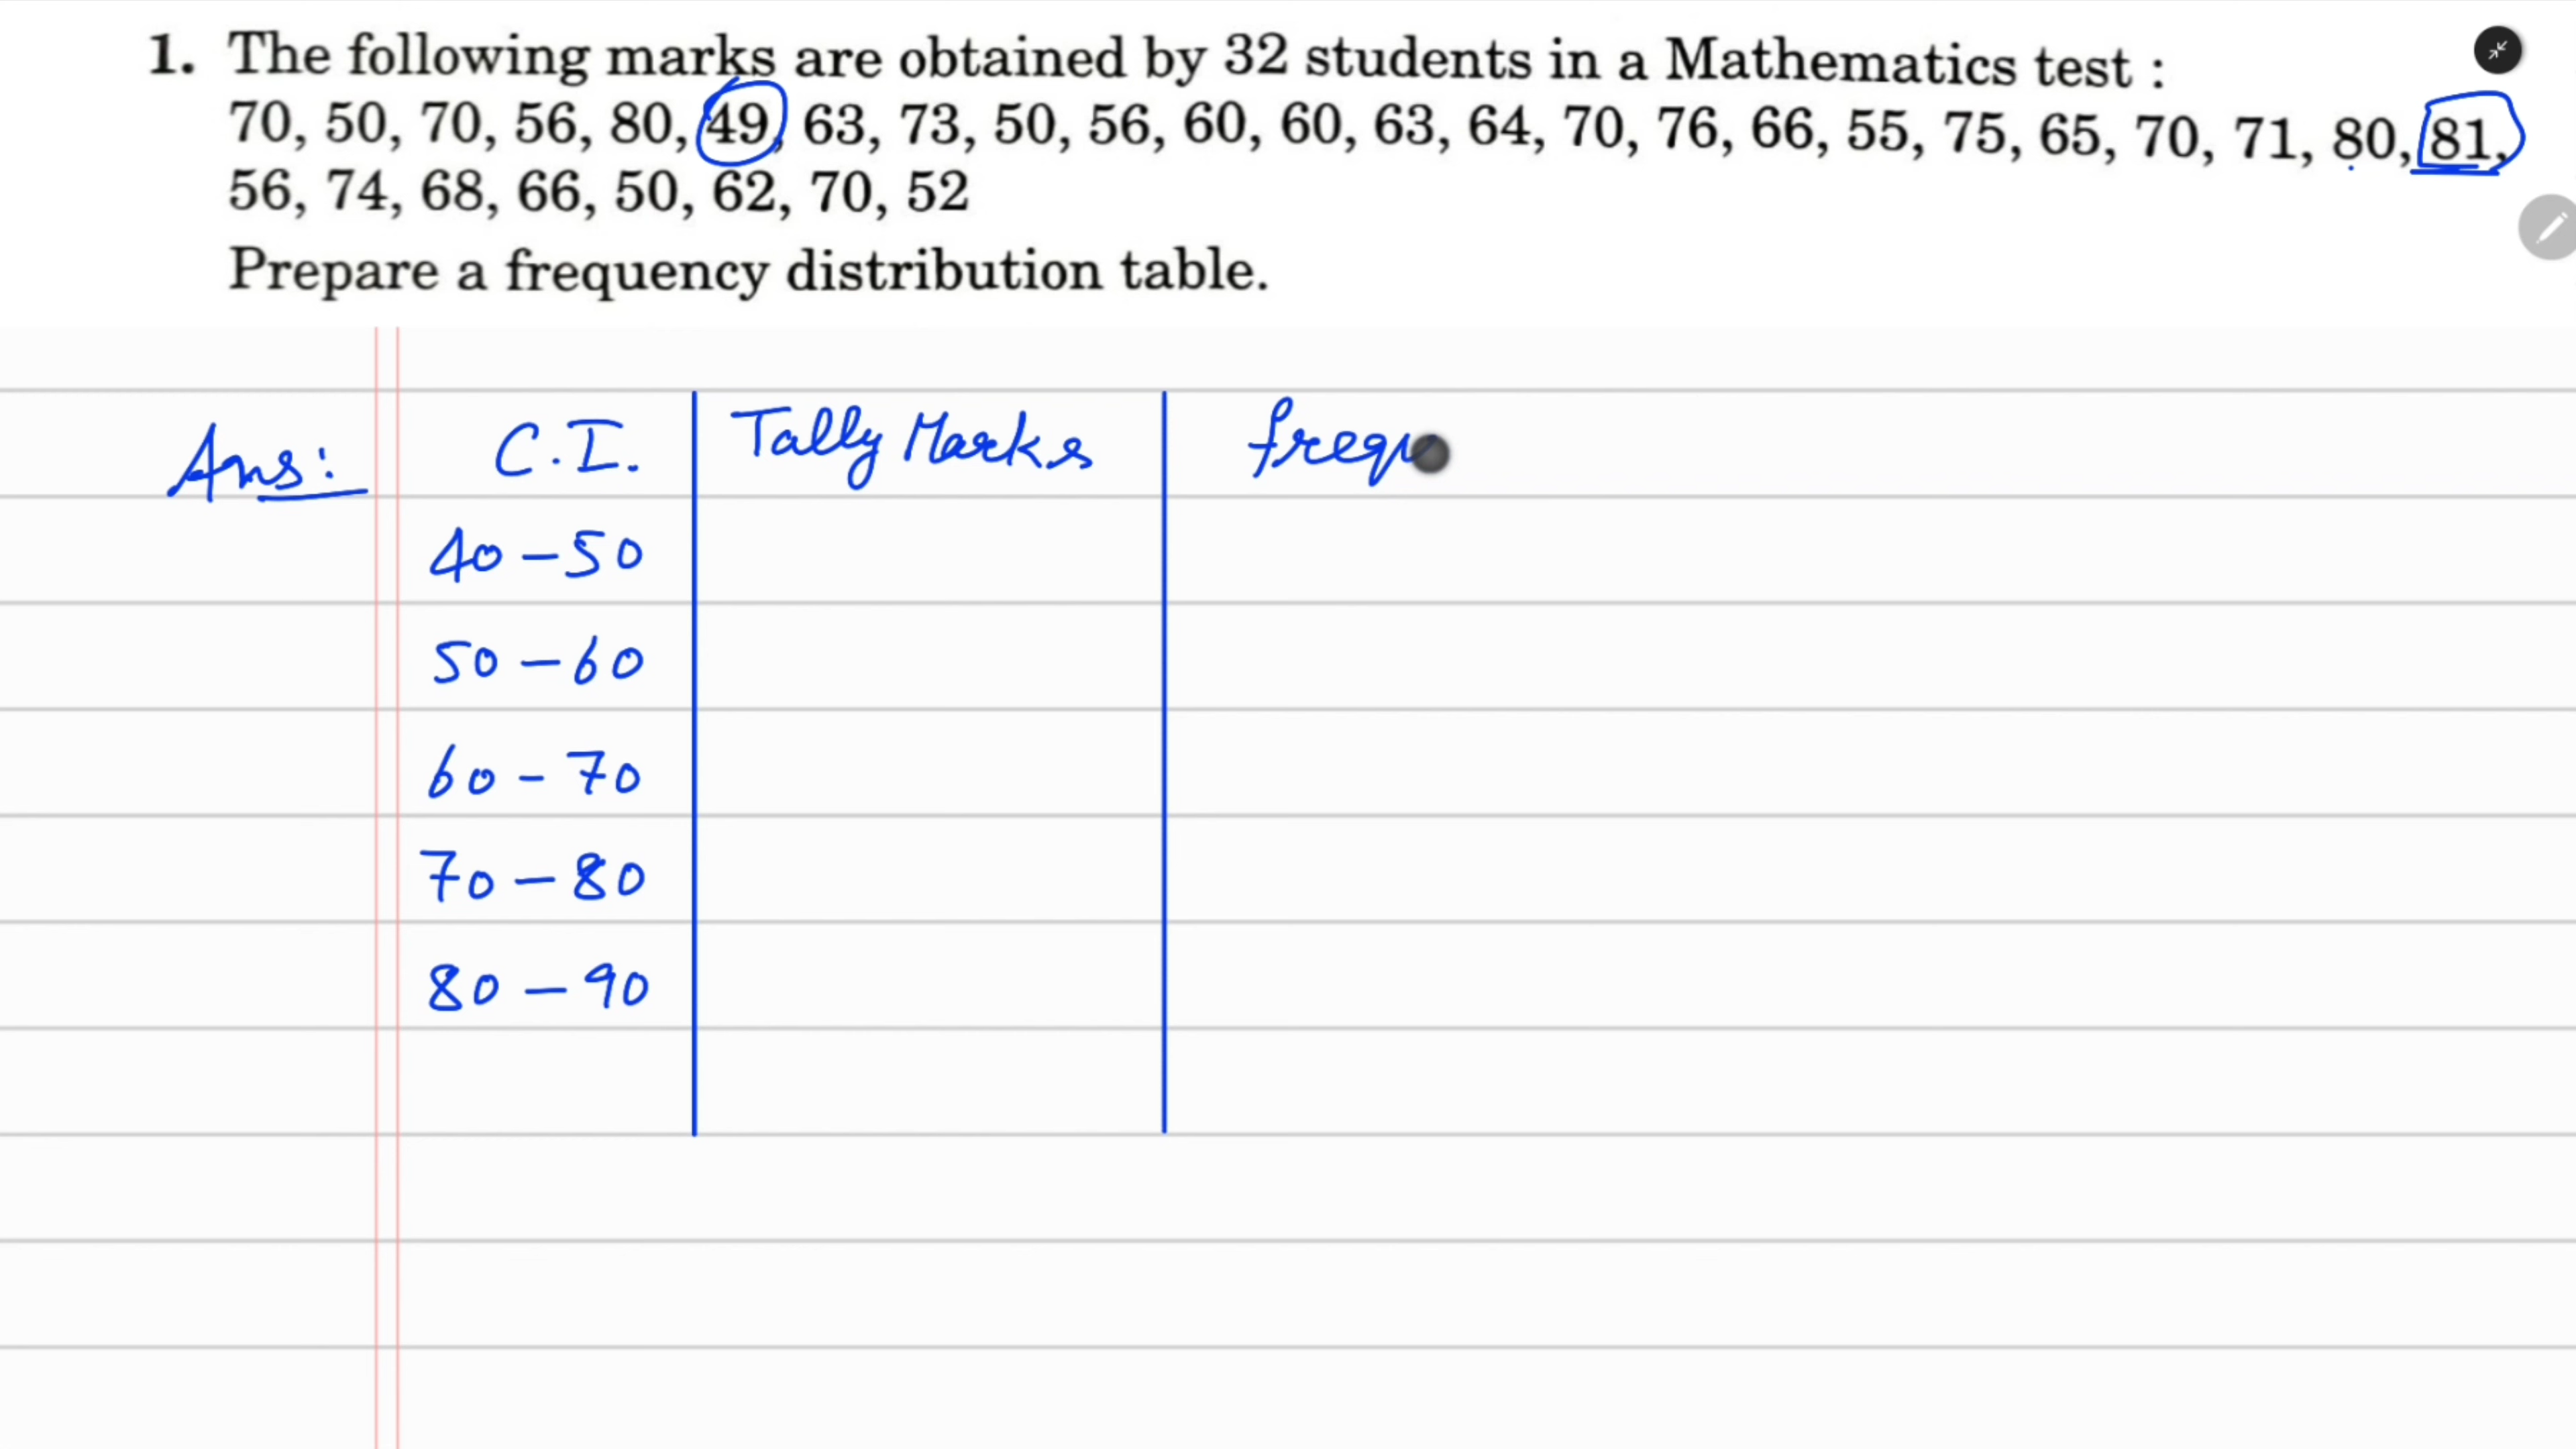 1. The following marks are obtained by 32 students in a Mathematics test :
70, 50, 70, 56, 80, 49, 63, 73, 50, 56, 60, 60, 63, 64, 70, 76, 66, 55, 75, 65, 70, 71, 80, 81,
56, 74, 68, 66, 50, 62, 70, 52
Prepare a frequency distribution table.
Ans: C.I. Tally Marks frequ
40 – 50
50 – 60
60 – 70
70 – 80
80 – 90